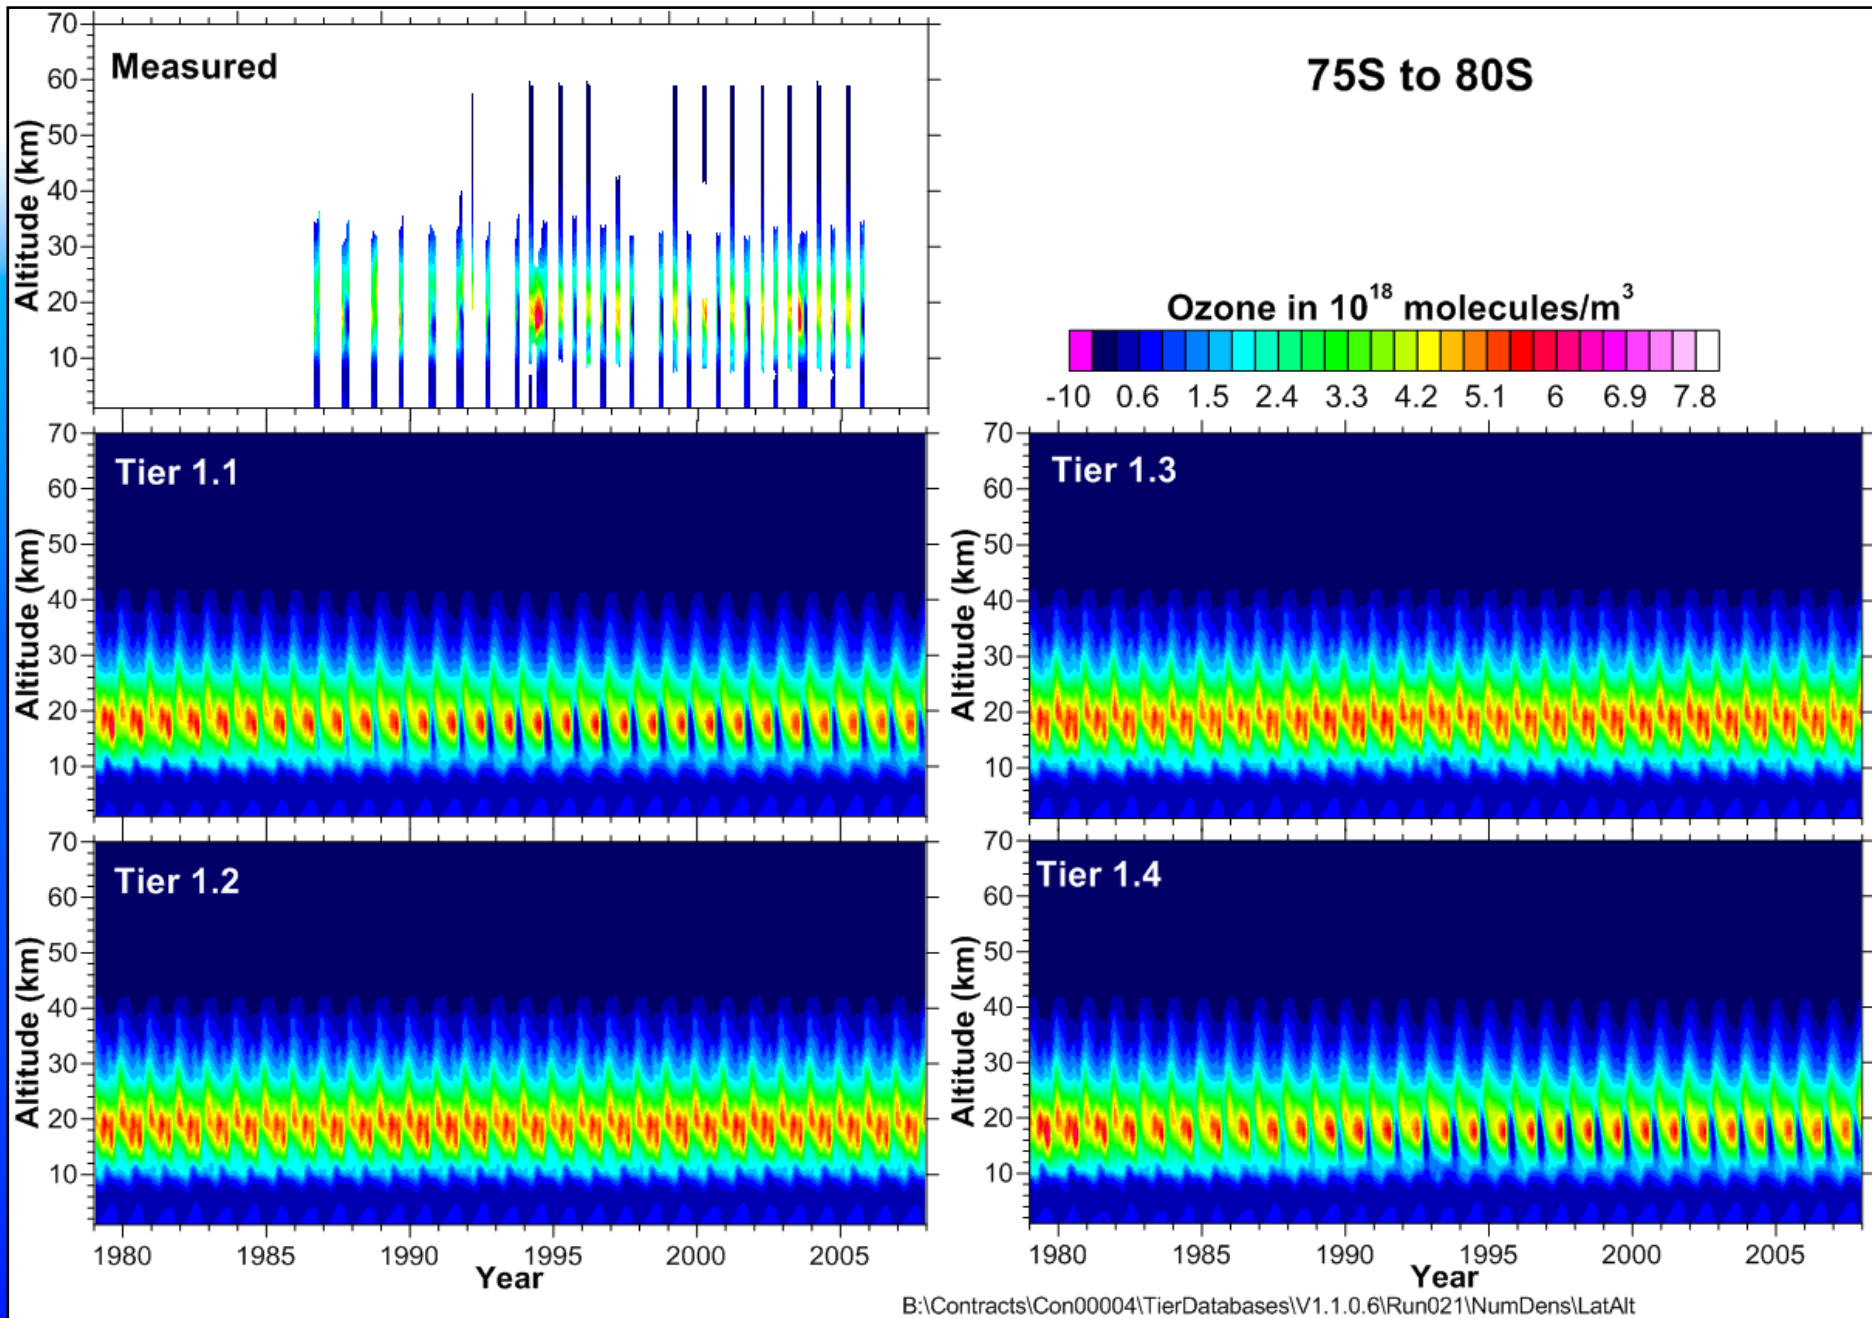 70
60
50
40
30
20
10
Altitude (km)
Measured
75S to 80S
Ozone in 10^18 molecules/m^3
-10 0.6 1.5 2.4 3.3 4.2 5.1 6 6.9 7.8
70
60
50
40
30
20
10
Altitude (km)
Tier 1.1
70
60
50
40
30
20
10
Altitude (km)
Tier 1.3
70
60
50
40
30
20
10
Altitude (km)
Tier 1.2
1980 1985 1990 1995 2000 2005
Year
70
60
50
40
30
20
10
Altitude (km)
Tier 1.4
1980 1985 1990 1995 2000 2005
Year
B:\Contracts\Con00004\TierDatabases\V1.1.0.6\Run021\NumDens\LatAlt